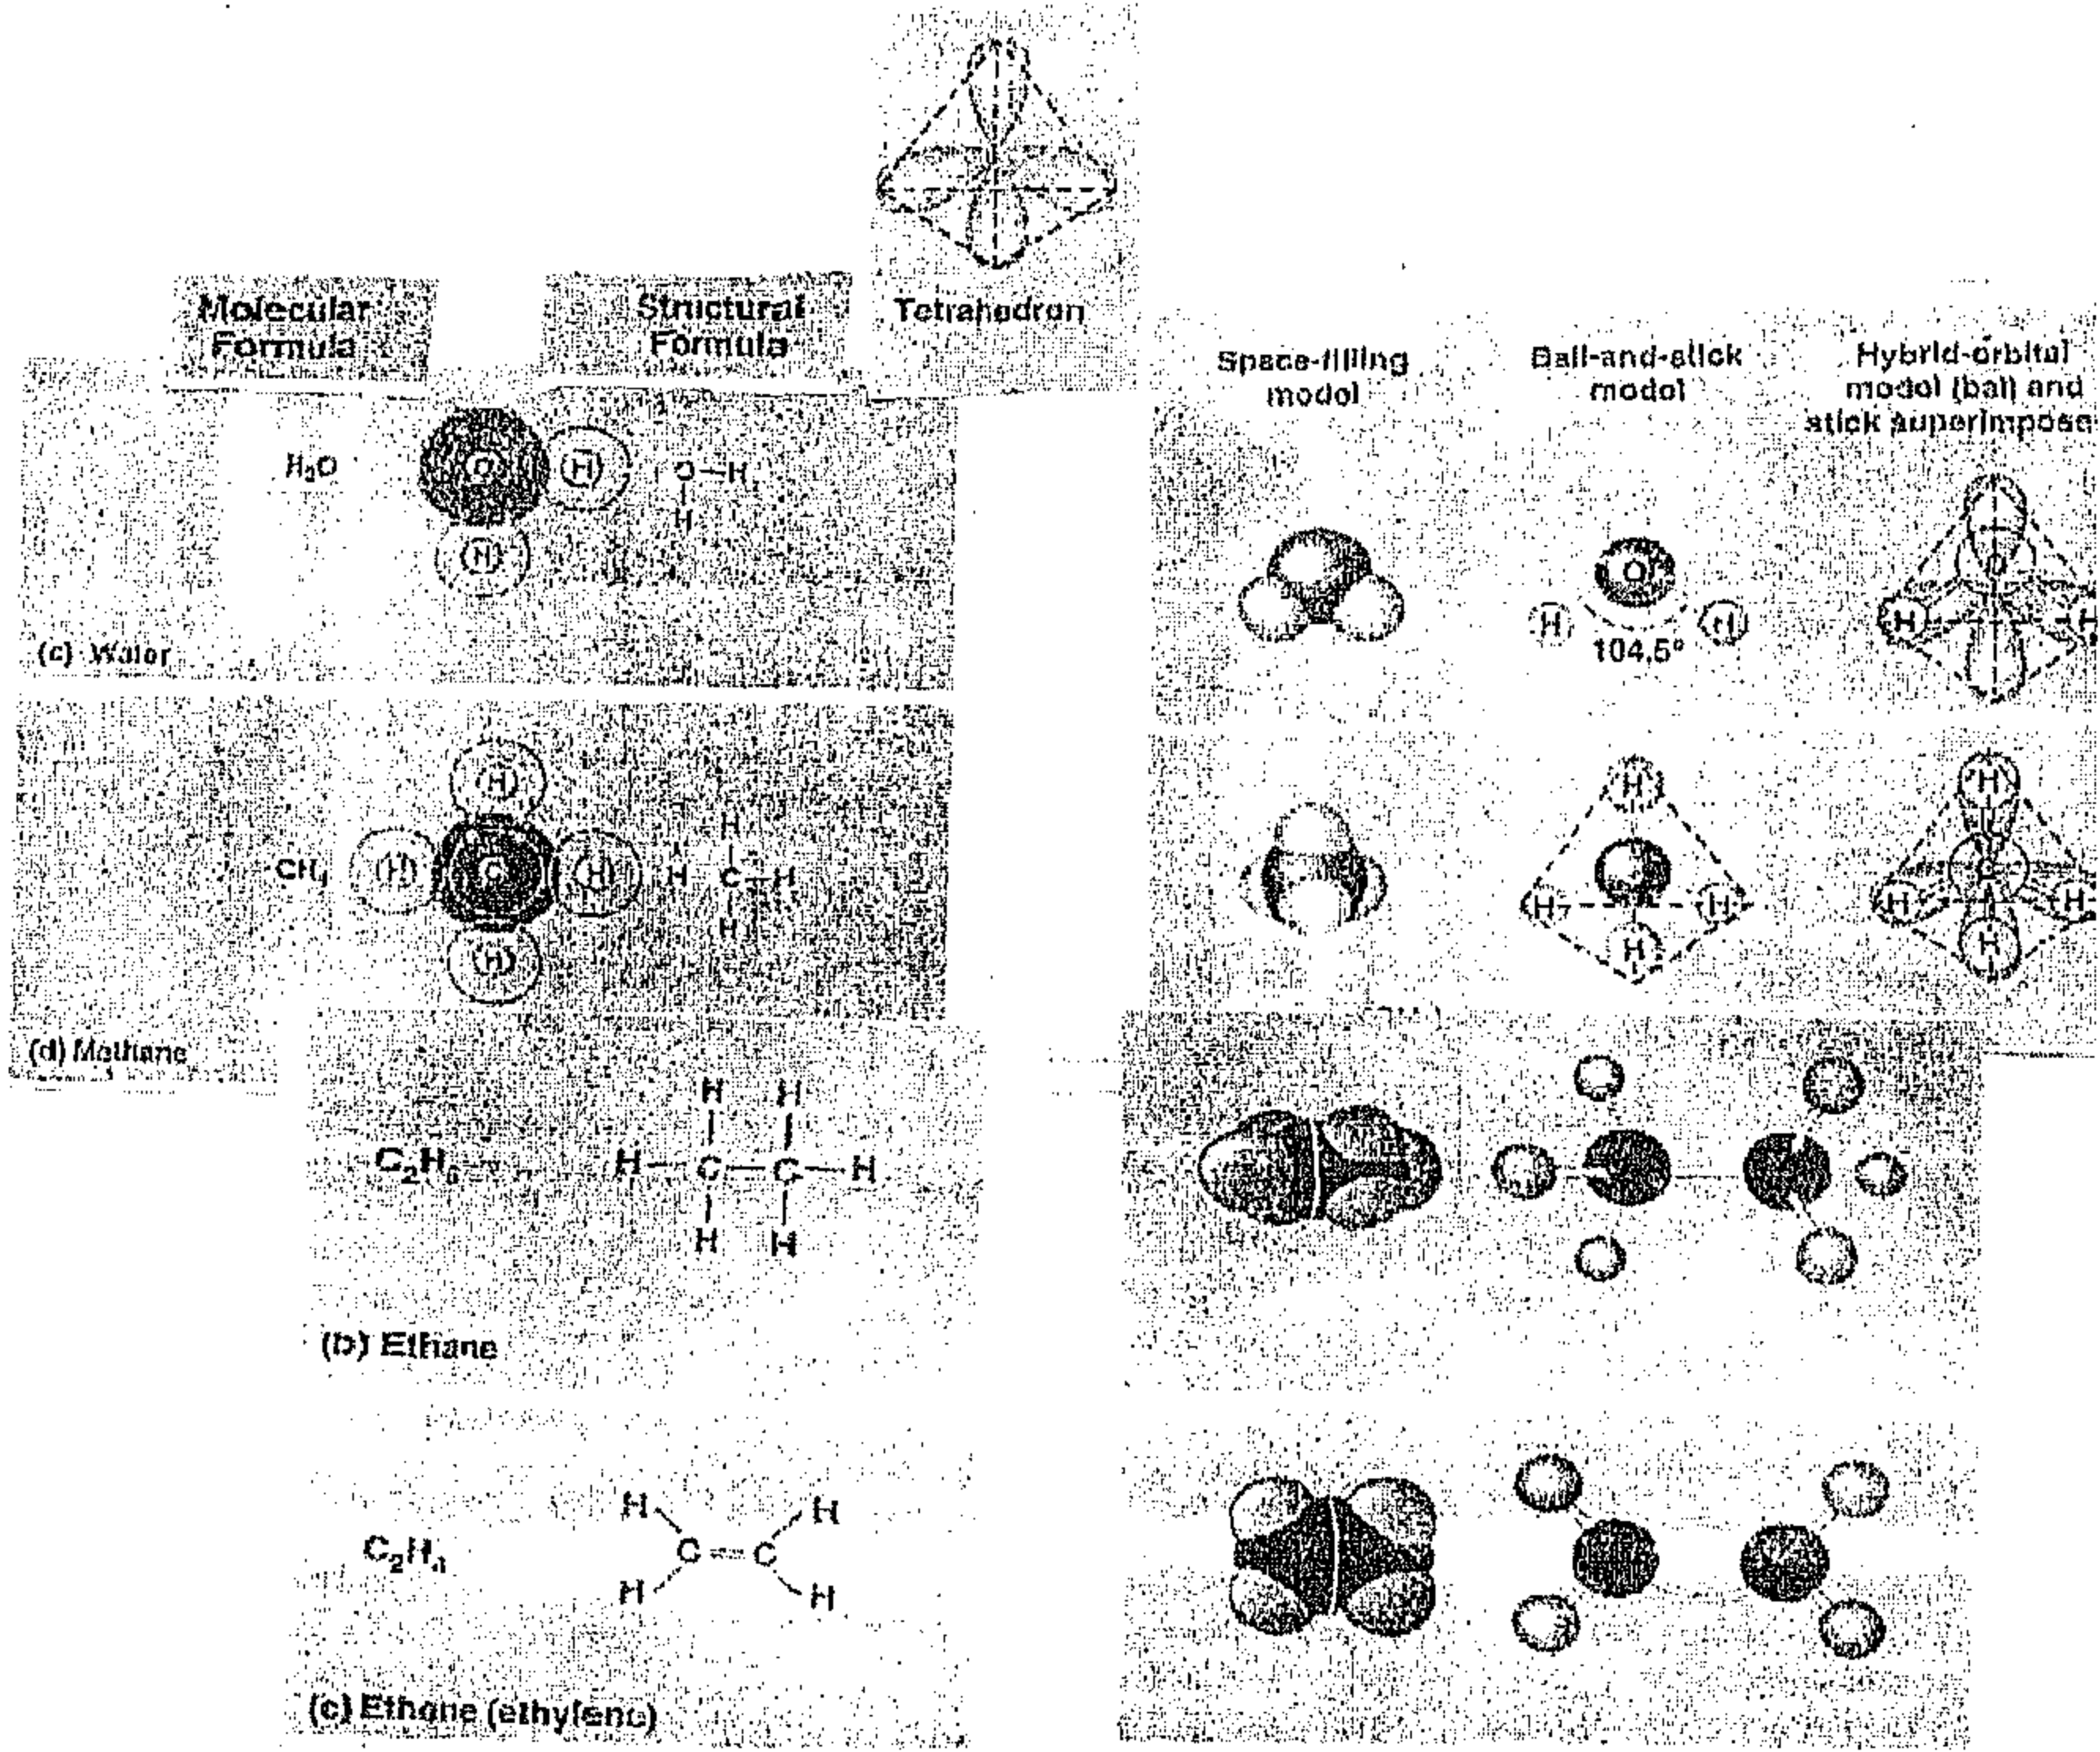 Molecular
Formula
Structural
Formula
Tetrahedron
Space-filling
model
Ball-and-stick
model
Hybrid-orbital
model (ball and
stick superimpose
H₂O
O
H
H
O—H
H
O
H
H
104.5°
O
H
H
(c) Water
H
CH₄
H
C
H
H
H
H
C—H
H
H
H
H
H
H
H
C
H
H
H
(d) Methane
H H
C₂H₆
H—C—C—H
H H
(b) Ethane
H H
C₂H₄
C=C
H H
(c) Ethene (ethylene)